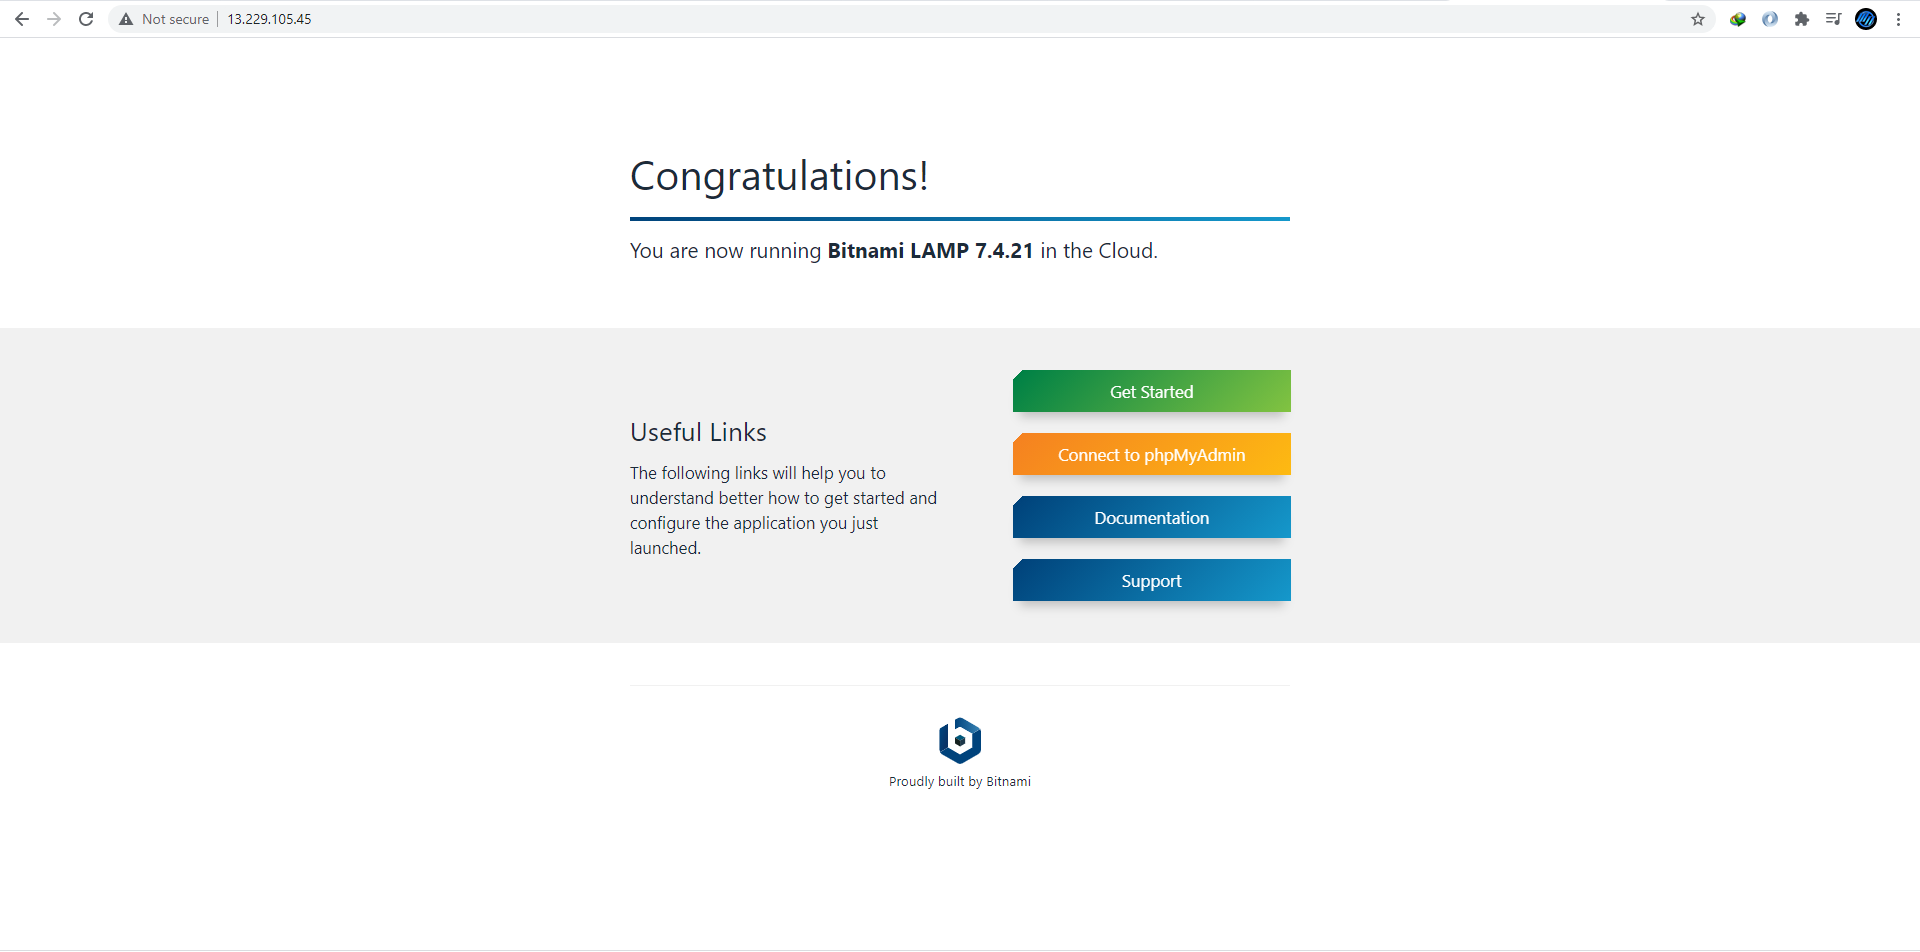 Not secure
13.229.105.45
Congratulations!
You are now running Bitnami LAMP 7.4.21 in the Cloud.
Useful Links
The following links will help you to
understand better how to get started and
configure the application you just
launched.
Get Started
Connect to phpMyAdmin
Documentation
Support
Proudly built by Bitnami